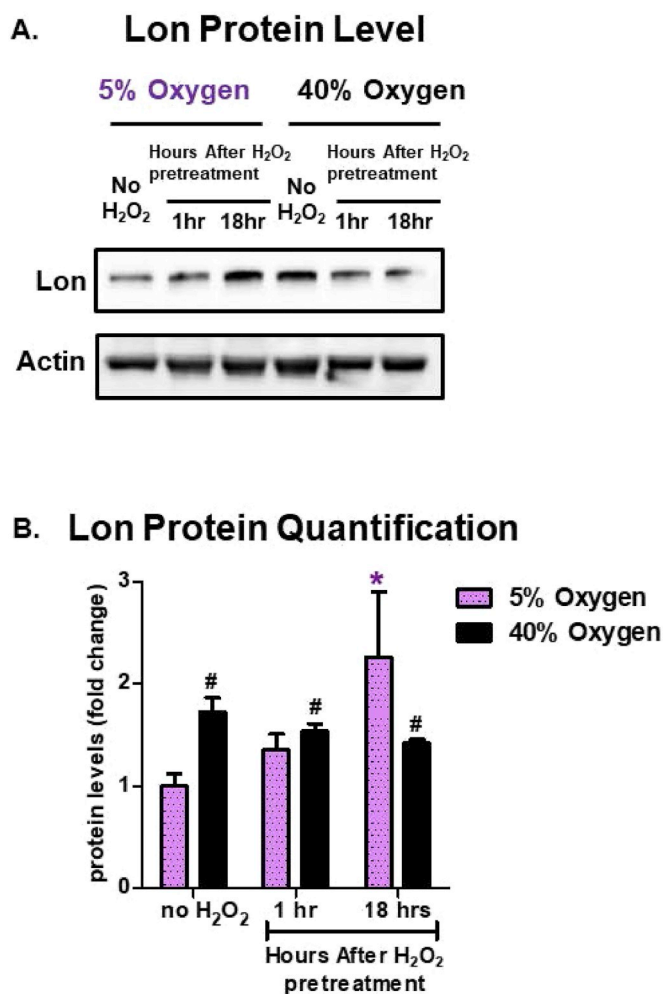 A. Lon Protein Level
5% Oxygen 40% Oxygen
Hours After H₂O₂ Hours After H₂O₂
pretreatment pretreatment
No No
H₂O₂ 1hr 18hr H₂O₂ 1hr 18hr
Lon
Actin
B. Lon Protein Quantification
protein levels (fold change)
3
2
1
0
*
#
#
#
5% Oxygen
40% Oxygen
no H₂O₂ 1 hr 18 hrs
Hours After H₂O₂
pretreatment